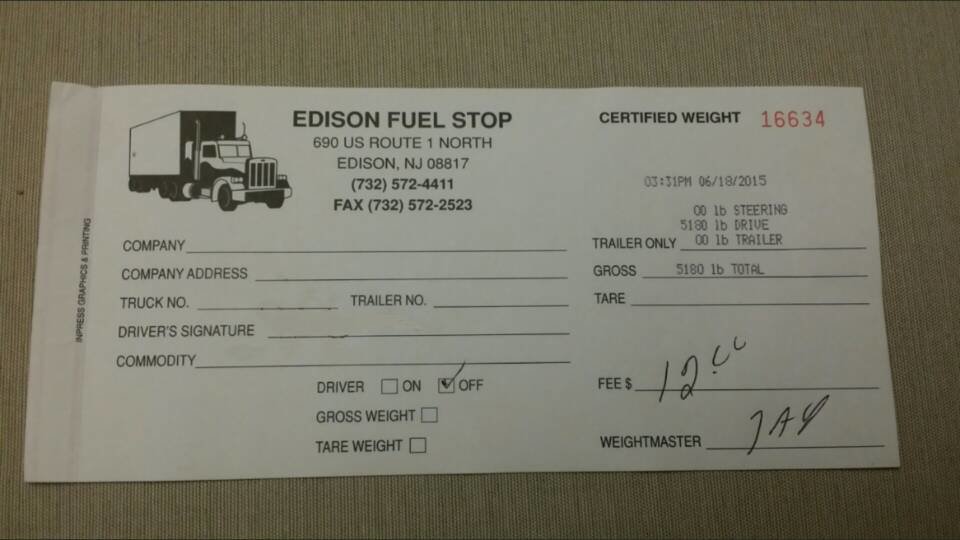 EDISON FUEL STOP
690 US ROUTE 1 NORTH
EDISON, NJ 08817
(732) 572-4411
FAX (732) 572-2523
CERTIFIED WEIGHT 16634
03:31PM 06/18/2015
00 lb STEERING
5180 lb DRIVE
TRAILER ONLY 00 lb TRAILER
GROSS 5180 lb TOTAL
TARE
INPRESS GRAPHICS & PRINTING
COMPANY
COMPANY ADDRESS
TRUCK NO. TRAILER NO.
DRIVER'S SIGNATURE
COMMODITY
DRIVER ON OFF
GROSS WEIGHT
TARE WEIGHT
FEE $ 12.00
WEIGHTMASTER JAY